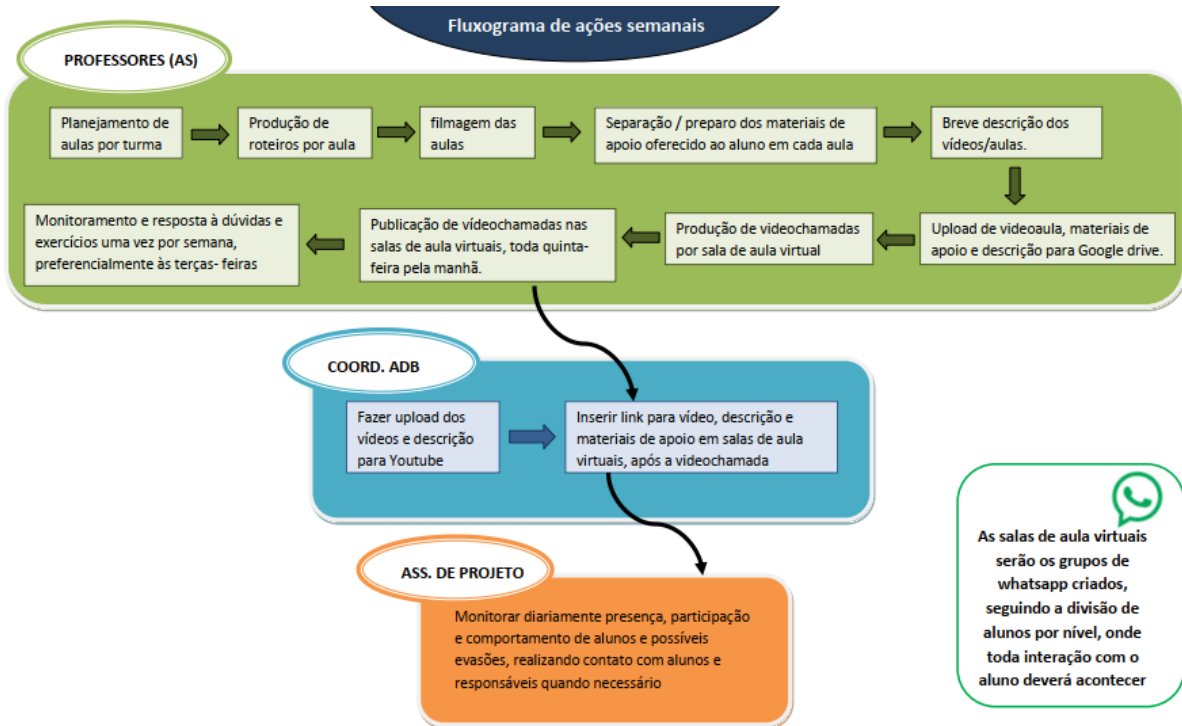 Fluxograma de ações semanais
PROFESSORES (AS)
Planejamento de
aulas por turma
Produção de
roteiros por aula
filmagem das
aulas
Separação / preparo dos materiais de
apoio oferecido ao aluno em cada aula
Breve descrição dos
vídeos/aulas.
Upload de videoaula, materiais de
apoio e descrição para Google drive.
Produção de videochamadas
por sala de aula virtual
Publicação de vídeochamadas nas
salas de aula virtuais, toda quinta-
feira pela manhã.
Monitoramento e resposta à dúvidas e
exercícios uma vez por semana,
preferencialmente às terças- feiras
COORD. ADB
Fazer upload dos
vídeos e descrição
para Youtube
Inserir link para vídeo, descrição e
materiais de apoio em salas de aula
virtuais, após a videochamada
ASS. DE PROJETO
Monitorar diariamente presença, participação
e comportamento de alunos e possíveis
evasões, realizando contato com alunos e
responsáveis quando necessário
As salas de aula virtuais
serão os grupos de
whatsapp criados,
seguindo a divisão de
alunos por nível, onde
toda interação com o
aluno deverá acontecer